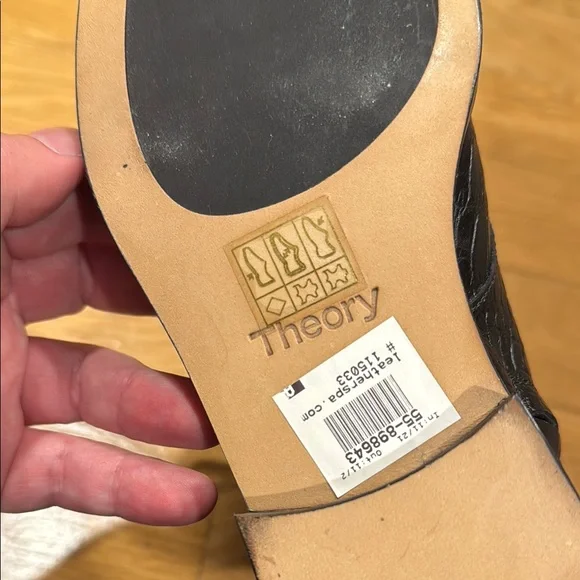 Theory
leatherspa.com
# 115033
55-898643
In:11/21 Out:11/2